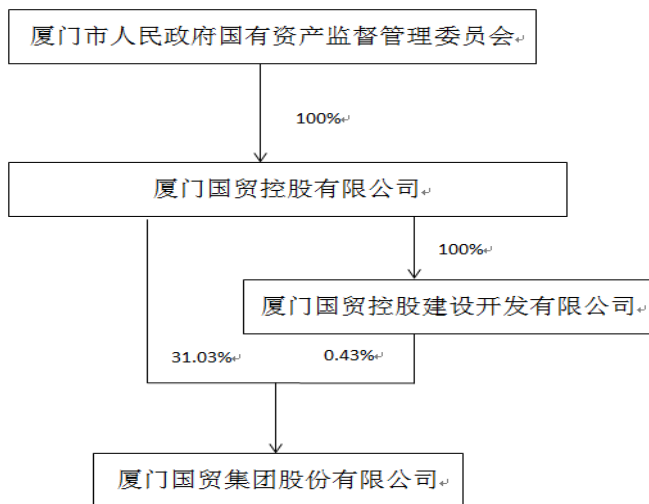 厦门市人民政府国有资产监督管理委员会
100%
厦门国贸控股有限公司
100%
厦门国贸控股建设开发有限公司
31.03%
0.43%
厦门国贸集团股份有限公司